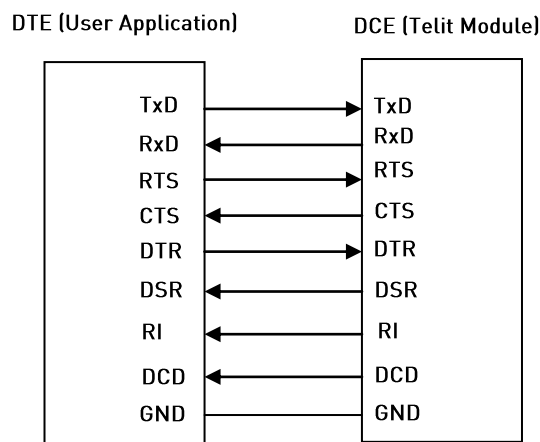 DTE (User Application) DCE (Telit Module)
TxD TxD
RxD RxD
RTS RTS
CTS CTS
DTR DTR
DSR DSR
RI RI
DCD DCD
GND GND